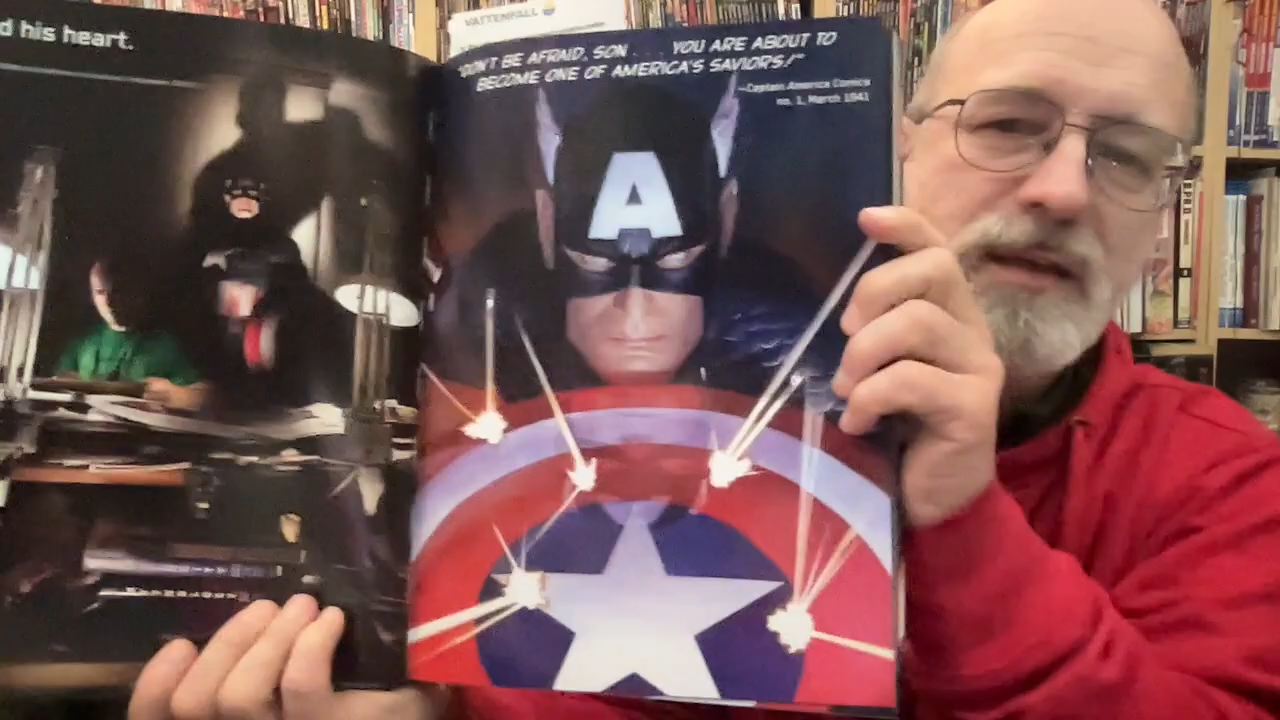 d his heart.
VATTENFALL
"DON'T BE AFRAID, SON . . . YOU ARE ABOUT TO
BECOME ONE OF AMERICA'S SAVIORS!"
—Captain America Comics
no. 1, March 1941
A